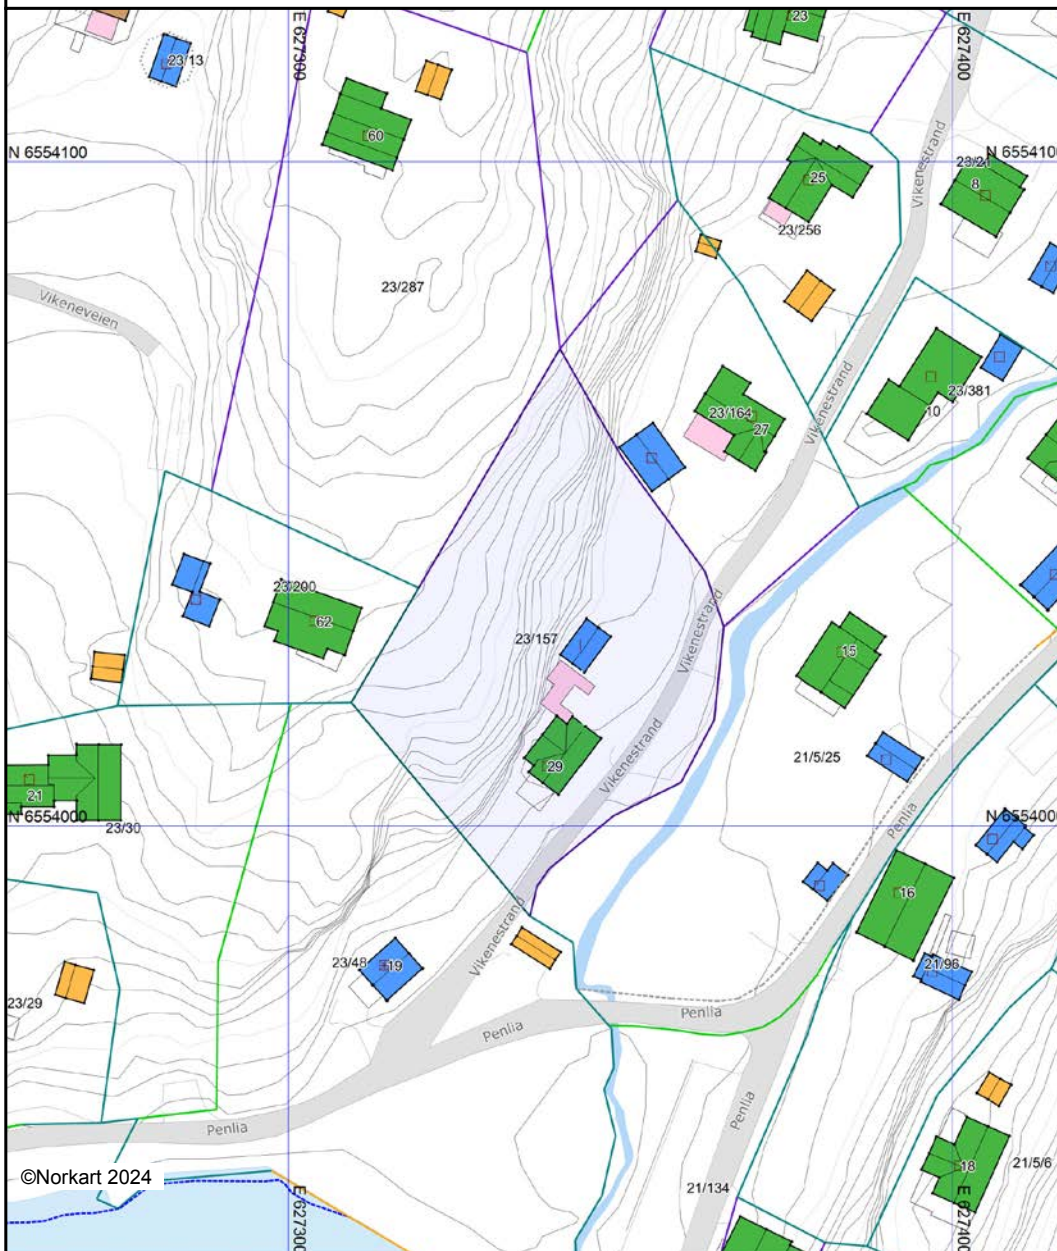 23
23/13
E 627300
E 627400
60
N 6554100
N 6554100
23/21
8
25
23/256
Vikenestrand
23/287
Vikeneveien
Vikenestrand
23/381
10
23/164
27
23/200
62
23/157
Vikenestrand
15
29
Vikenestrand
21/5/25
21
N 6554000
23/30
Penlia
N 6554000
16
Vikenestrand
23/48
19
21/96
23/29
Penlia
Penlia
Penlia
Penlia
©Norkart 2024
18
21/5/6
21/134
E 627300
E 627400